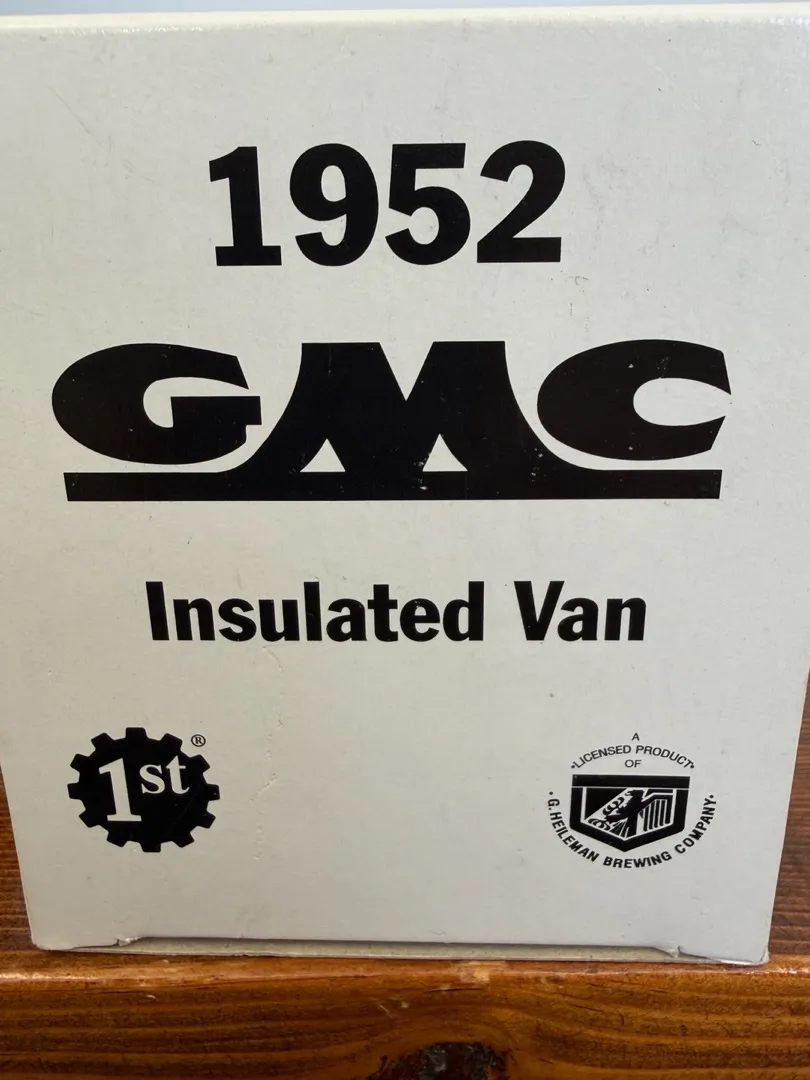 1952
GMC
Insulated Van
1st®
A
•LICENSED PRODUCT•
OF
•G. HEILEMAN BREWING COMPANY•